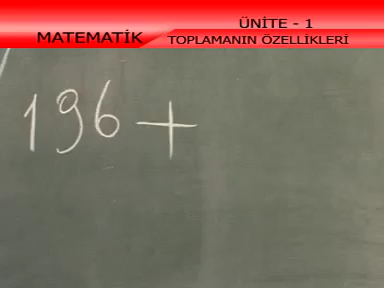 ÜNİTE - 1
MATEMATİK
TOPLAMANIN ÖZELLİKLERİ
196 +